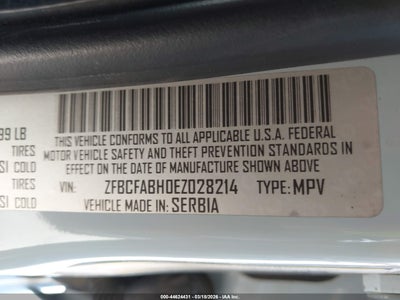 99 LB
TIRES
SI COLD
TIRES
SI COLD
THIS VEHICLE CONFORMS TO ALL APPLICABLE U.S.A. FEDERAL
MOTOR VEHICLE SAFETY AND THEFT PREVENTION STANDARDS IN
EFFECT ON THE DATE OF MANUFACTURE SHOWN ABOVE
VIN: ZFBCFABH0EZ028214 TYPE: MPV
VEHICLE MADE IN: SERBIA
000-44624431 - 03/18/2026 - IAA Inc.